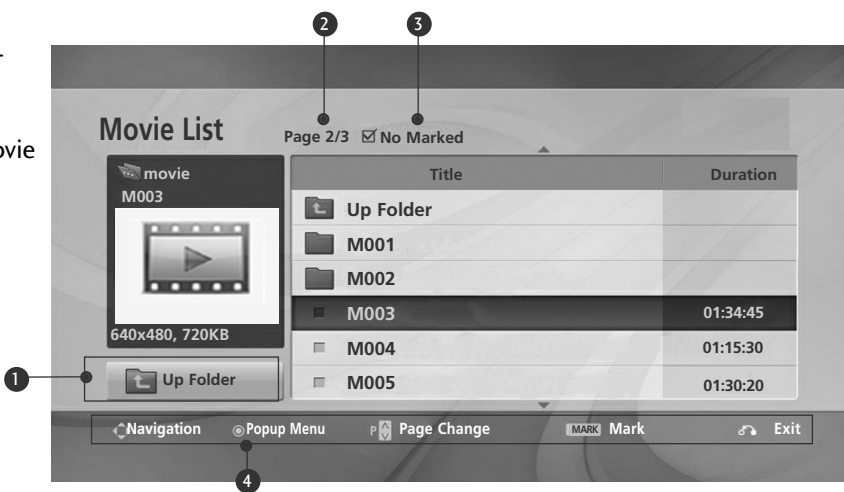 2 3
ovie
Movie List
Page 2/3 No Marked
movie
M003
640x480, 720KB
Up Folder
Title Duration
Up Folder
M001
M002
M003 01:34:45
M004 01:15:30
M005 01:30:20
1
Navigation Popup Menu P Page Change MARK Mark Exit
4